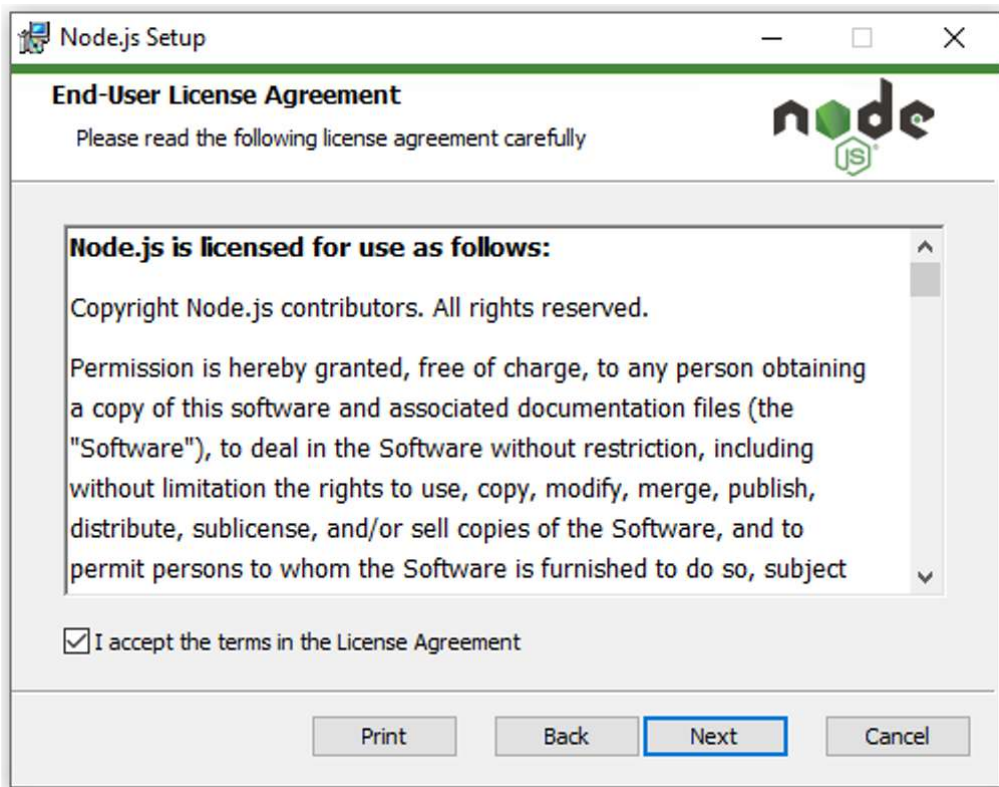 Node.js Setup
End-User License Agreement
Please read the following license agreement carefully
node
JS
Node.js is licensed for use as follows:
Copyright Node.js contributors. All rights reserved.
Permission is hereby granted, free of charge, to any person obtaining
a copy of this software and associated documentation files (the
"Software"), to deal in the Software without restriction, including
without limitation the rights to use, copy, modify, merge, publish,
distribute, sublicense, and/or sell copies of the Software, and to
permit persons to whom the Software is furnished to do so, subject
I accept the terms in the License Agreement
Print Back Next Cancel